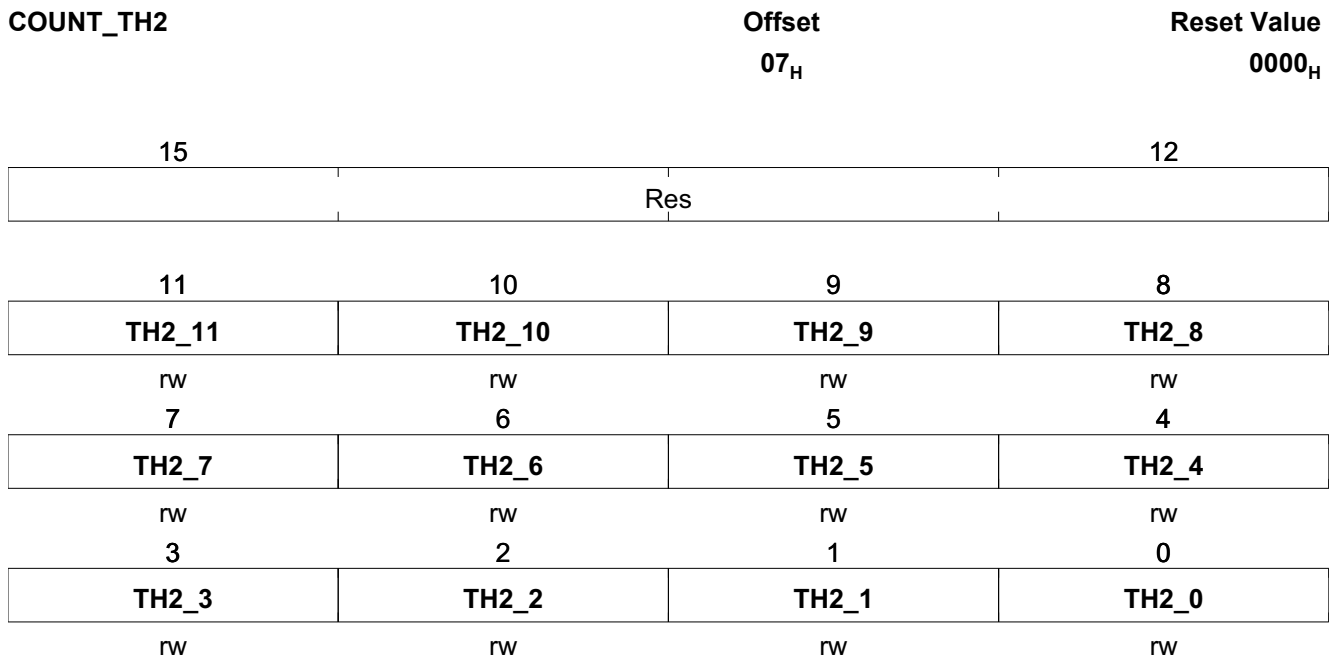 COUNT_TH2 Offset Reset Value
07H 0000H
15 12
Res
11 10 9 8
TH2_11 TH2_10 TH2_9 TH2_8
rw rw rw rw
7 6 5 4
TH2_7 TH2_6 TH2_5 TH2_4
rw rw rw rw
3 2 1 0
TH2_3 TH2_2 TH2_1 TH2_0
rw rw rw rw